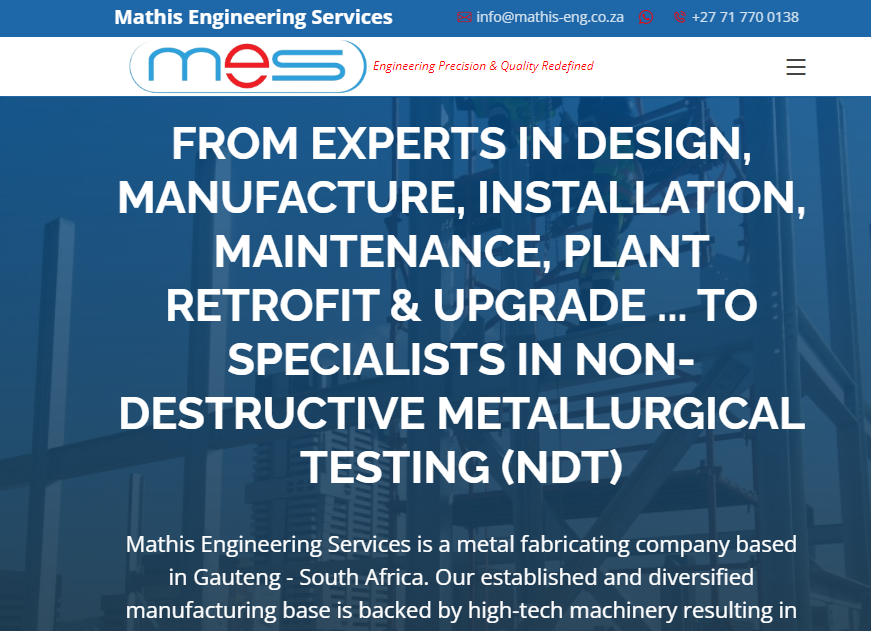 Mathis Engineering Services
info@mathis-eng.co.za
+27 71 770 0138
mes
Engineering Precision & Quality Redefined
FROM EXPERTS IN DESIGN,
MANUFACTURE, INSTALLATION,
MAINTENANCE, PLANT
RETROFIT & UPGRADE ... TO
SPECIALISTS IN NON-
DESTRUCTIVE METALLURGICAL
TESTING (NDT)
Mathis Engineering Services is a metal fabricating company based
in Gauteng - South Africa. Our established and diversified
manufacturing base is backed by high-tech machinery resulting in